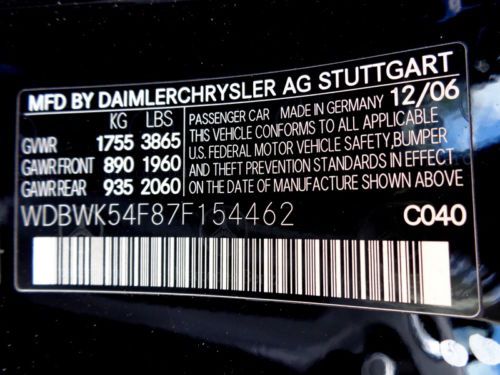 MFD BY DAIMLERCHRYSLER AG STUTTGART
KG LBS
GVWR 1755 3865
GAWR FRONT 890 1960
GAWR REAR 935 2060
PASSENGER CAR MADE IN GERMANY 12/06
THIS VEHICLE CONFORMS TO ALL APPLICABLE
U.S. FEDERAL MOTOR VEHICLE SAFETY, BUMPER
AND THEFT PREVENTION STANDARDS IN EFFECT
ON THE DATE OF MANUFACTURE SHOWN ABOVE
WDBWK54F87F154462 C040